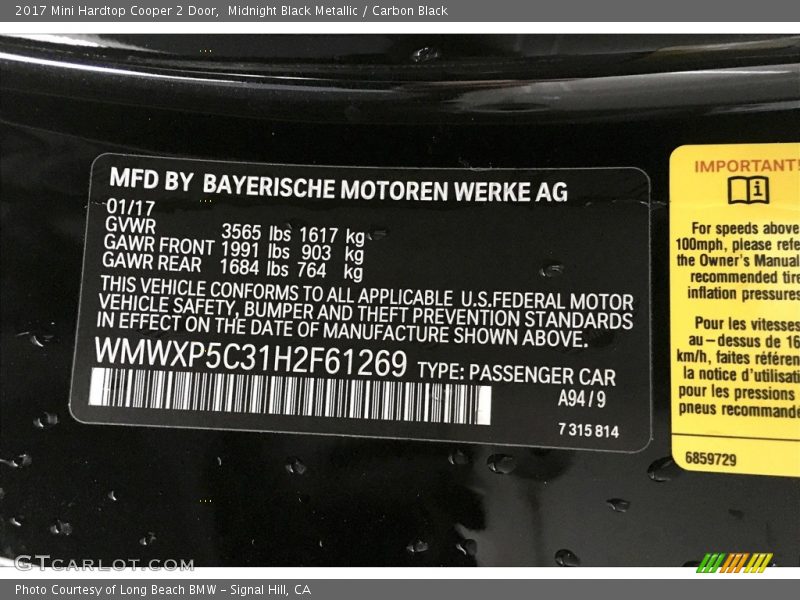 2017 Mini Hardtop Cooper 2 Door,  Midnight Black Metallic / Carbon Black
MFD BY BAYERISCHE MOTOREN WERKE AG
01/17
GVWR 3565 lbs 1617 kg
GAWR FRONT 1991 lbs 903 kg
GAWR REAR 1684 lbs 764 kg
THIS VEHICLE CONFORMS TO ALL APPLICABLE U.S.FEDERAL MOTOR
VEHICLE SAFETY, BUMPER AND THEFT PREVENTION STANDARDS
IN EFFECT ON THE DATE OF MANUFACTURE SHOWN ABOVE.
WMWXP5C31H2F61269 TYPE: PASSENGER CAR
A94 / 9
7 315 814
IMPORTANT!
For speeds above
100mph, please refe
the Owner's Manual
recommended tire
inflation pressures
Pour les vitesses
au-dessus de 16
km/h, faites référen
la notice d'utilisati
pour les pressions
pneus recommandé
6859729
GTCARLOT.COM
Photo Courtesy of Long Beach BMW - Signal Hill, CA